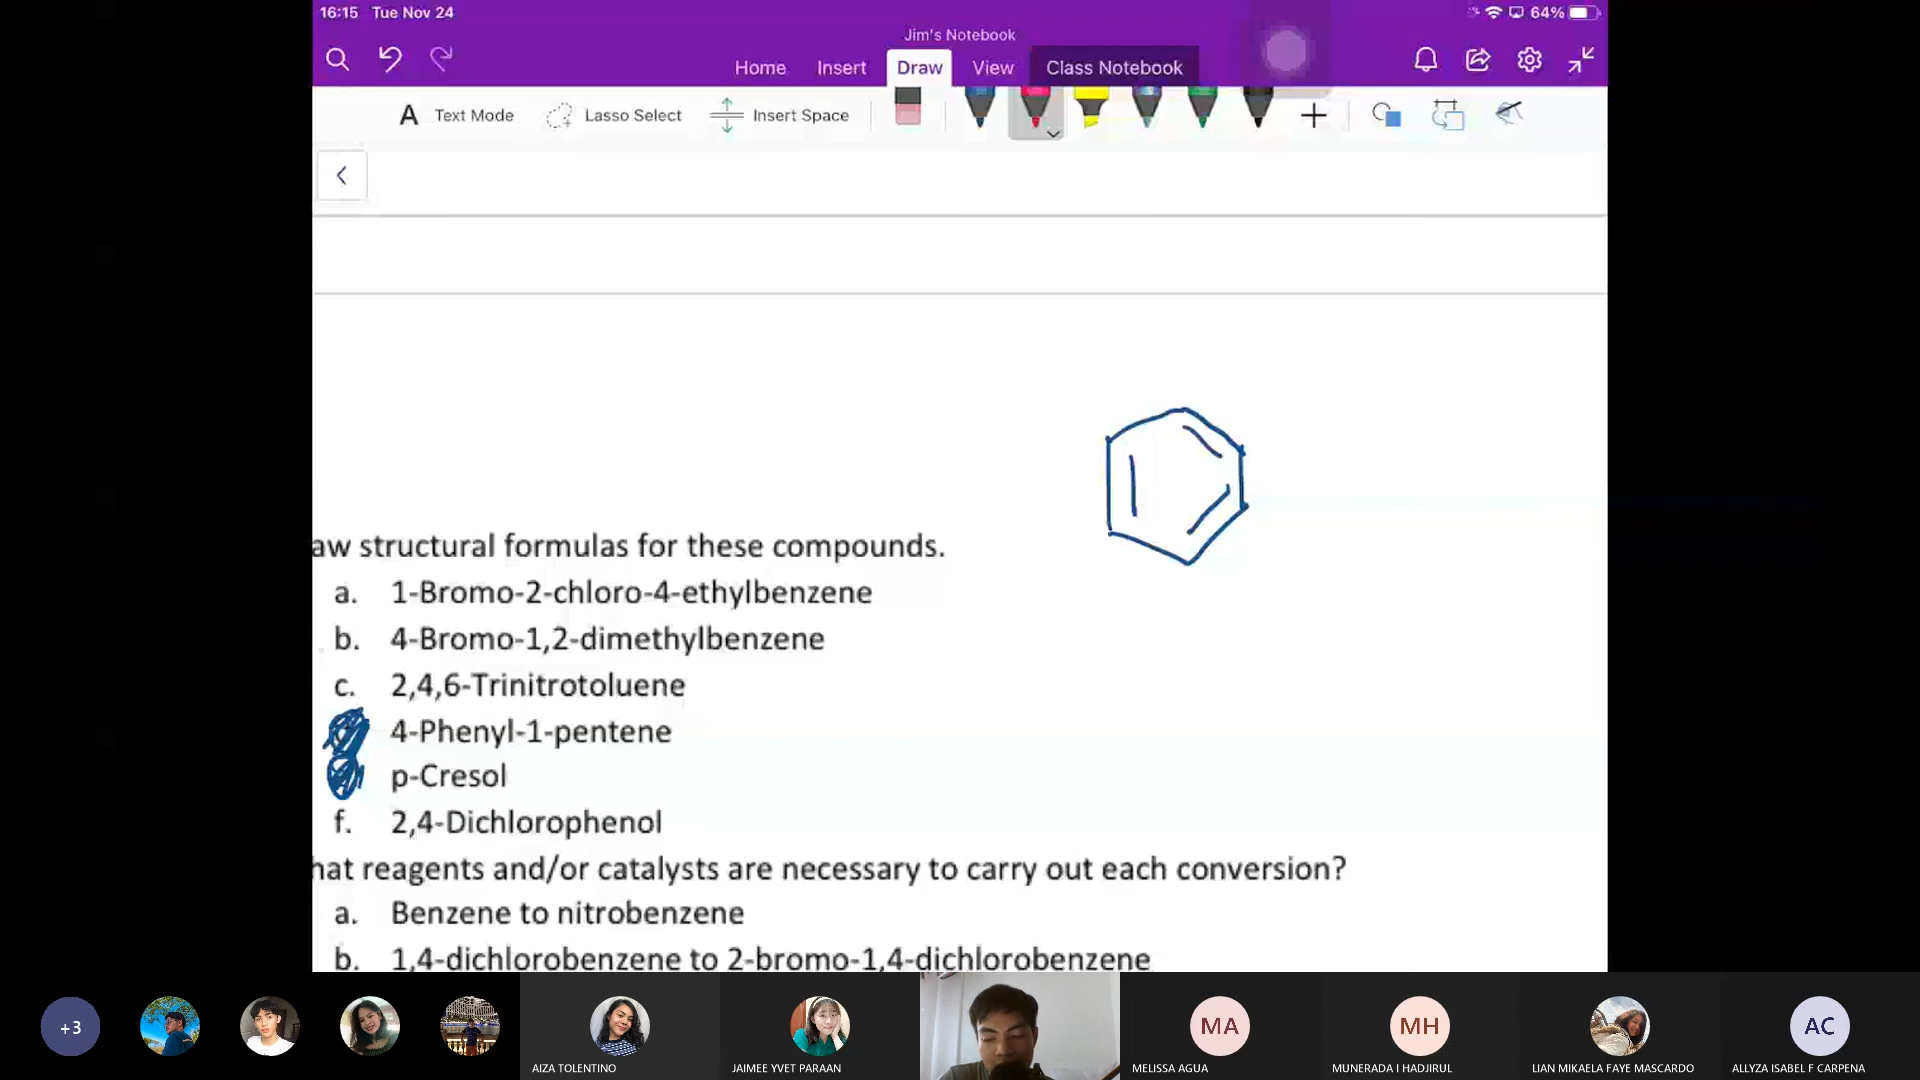 16:15 Tue Nov 24
64%
Jim's Notebook
Home Insert Draw View Class Notebook
A Text Mode Lasso Select Insert Space
aw structural formulas for these compounds.
a. 1-Bromo-2-chloro-4-ethylbenzene
b. 4-Bromo-1,2-dimethylbenzene
c. 2,4,6-Trinitrotoluene
4-Phenyl-1-pentene
p-Cresol
f. 2,4-Dichlorophenol
hat reagents and/or catalysts are necessary to carry out each conversion?
a. Benzene to nitrobenzene
b. 1,4-dichlorobenzene to 2-bromo-1,4-dichlorobenzene
+3 MA MH AC
AIZA TOLENTINO JAIMEE YVET PARAAN MELISSA AGUA MUNERADA I HADJIRUL LIAN MIKAELA FAYE MASCARDO ALLYZA ISABEL F CARPENA